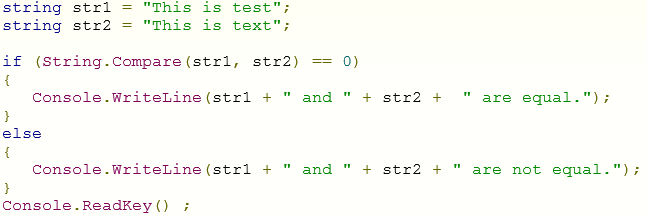 string str1 = "This is test";
string str2 = "This is text";

if (String.Compare(str1, str2) == 0)
{
   Console.WriteLine(str1 + " and " + str2 +  " are equal.");
}
else
{
   Console.WriteLine(str1 + " and " + str2 + " are not equal.");
}
Console.ReadKey() ;